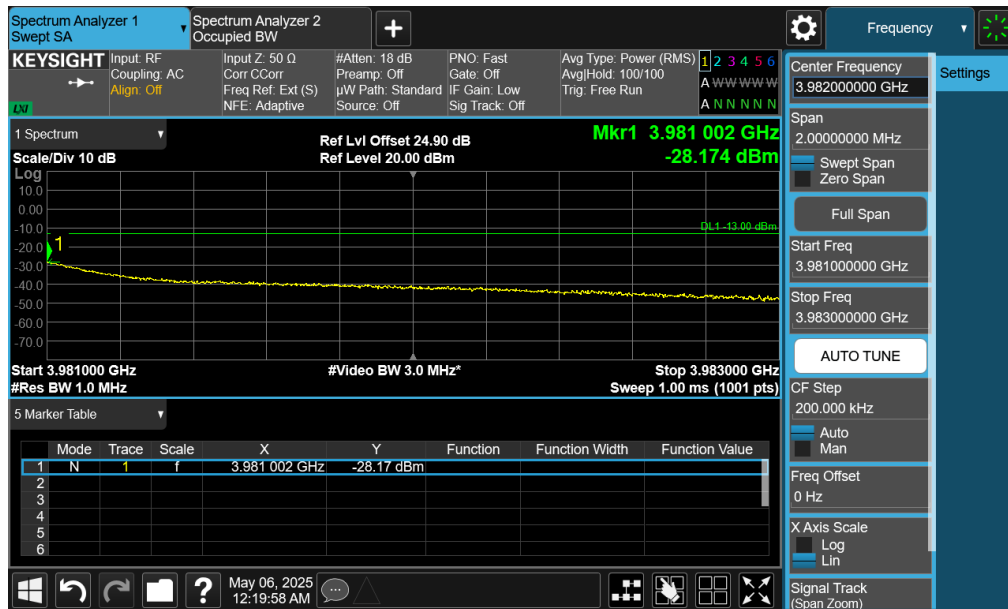 Spectrum Analyzer 1
Swept SA
Spectrum Analyzer 2
Occupied BW
Frequency
KEYSIGHT
LXI
Input: RF
Coupling: AC
Align: Off
Input Z: 50 Ω
Corr CCorr
Freq Ref: Ext (S)
NFE: Adaptive
#Atten: 18 dB
Preamp: Off
µW Path: Standard
Source: Off
PNO: Fast
Gate: Off
IF Gain: Low
Sig Track: Off
Avg Type: Power (RMS)
Avg|Hold: 100/100
Trig: Free Run
1 2 3 4 5 6
A W W W W W
A N N N N N
1 Spectrum
Scale/Div 10 dB
Ref Lvl Offset 24.90 dB
Ref Level 20.00 dBm
Mkr1 3.981 002 GHz
-28.174 dBm
Log
10.0
0.00
-10.0
-20.0
-30.0
-40.0
-50.0
-60.0
-70.0
DL1 -13.00 dBm
1
Start 3.981000 GHz
#Res BW 1.0 MHz
#Video BW 3.0 MHz*
Stop 3.983000 GHz
Sweep 1.00 ms (1001 pts)
5 Marker Table
Mode Trace Scale X Y Function Function Width Function Value
1 N 1 f 3.981 002 GHz -28.17 dBm
2
3
4
5
6
Center Frequency
3.982000000 GHz
Span
2.00000000 MHz
Swept Span
Zero Span
Full Span
Start Freq
3.981000000 GHz
Stop Freq
3.983000000 GHz
AUTO TUNE
CF Step
200.000 kHz
Auto
Man
Freq Offset
0 Hz
X Axis Scale
Log
Lin
Signal Track
(Span Zoom)
Settings
May 06, 2025
12:19:58 AM